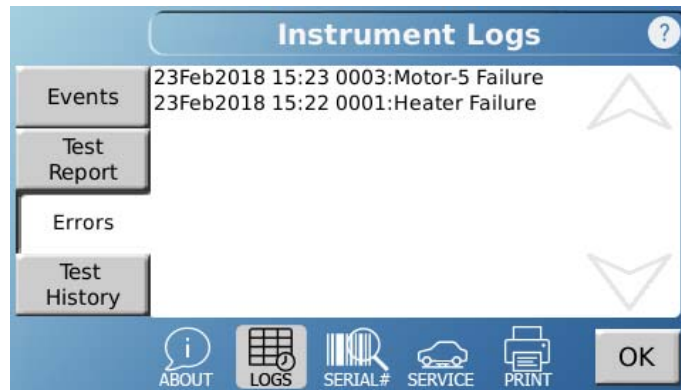 Instrument Logs
?
Events
Test
Report
Errors
Test
History
23Feb2018 15:23 0003:Motor-5 Failure
23Feb2018 15:22 0001:Heater Failure
i
ABOUT
LOGS
SERIAL#
SERVICE
PRINT
OK